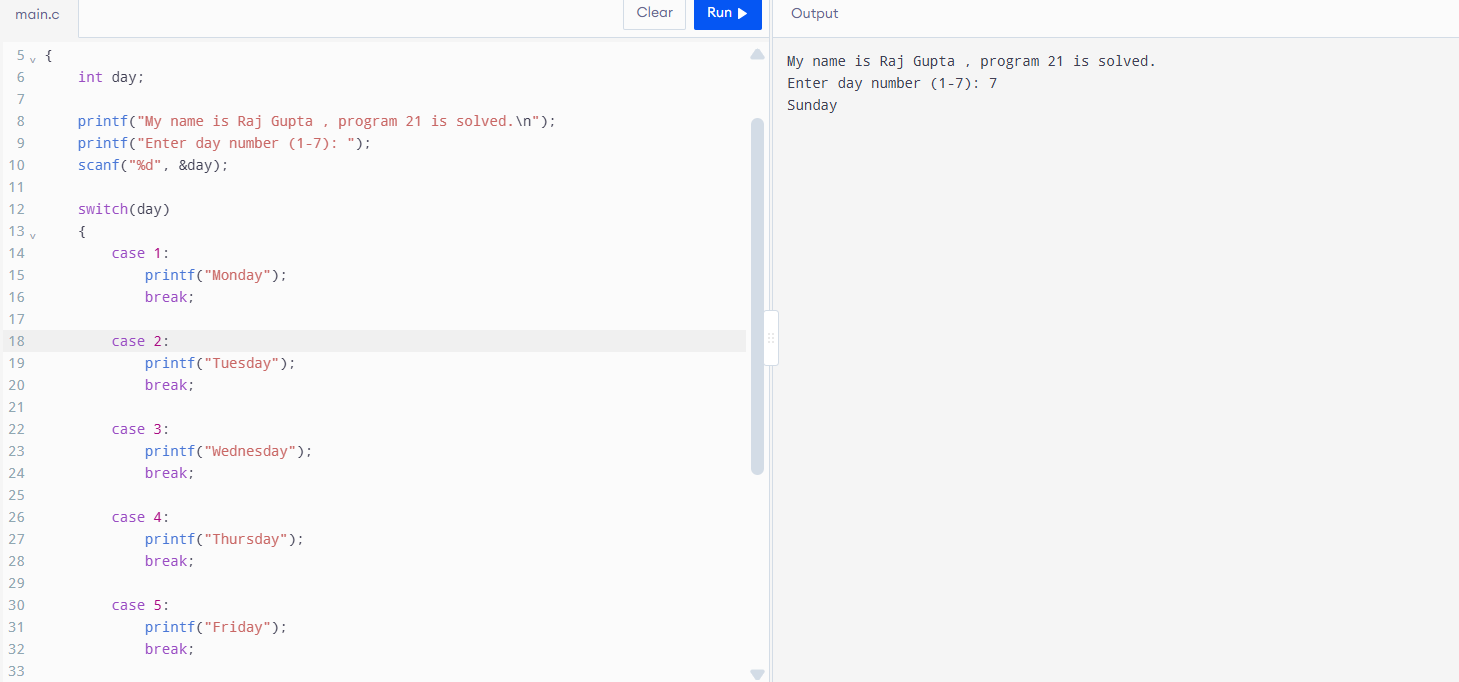 main.c
Clear
Run
Output
5 {
6     int day;
7
8     printf("My name is Raj Gupta , program 21 is solved.\n");
9     printf("Enter day number (1-7): ");
10     scanf("%d", &day);
11
12     switch(day)
13     {
14         case 1:
15             printf("Monday");
16             break;
17
18         case 2:
19             printf("Tuesday");
20             break;
21
22         case 3:
23             printf("Wednesday");
24             break;
25
26         case 4:
27             printf("Thursday");
28             break;
29
30         case 5:
31             printf("Friday");
32             break;
33
My name is Raj Gupta , program 21 is solved.
Enter day number (1-7): 7
Sunday